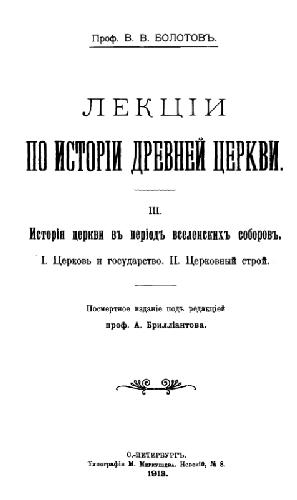 Проф. В. В. БОЛОТОВЪ.
ЛЕКЦІИ
ПО ИСТОРІИ ДРЕВНЕЙ ЦЕРКВИ.
III.
Исторія церкви въ періодъ вселенскихъ соборовъ.
I. Церковь и государство. II. Церковный строй.
Посмертное изданіе подъ редакціей
проф. А. Брилліантова.
С.-ПЕТЕРБУРГЪ.
Типографія М. Меркушева. Невскій, № 8.
1913.